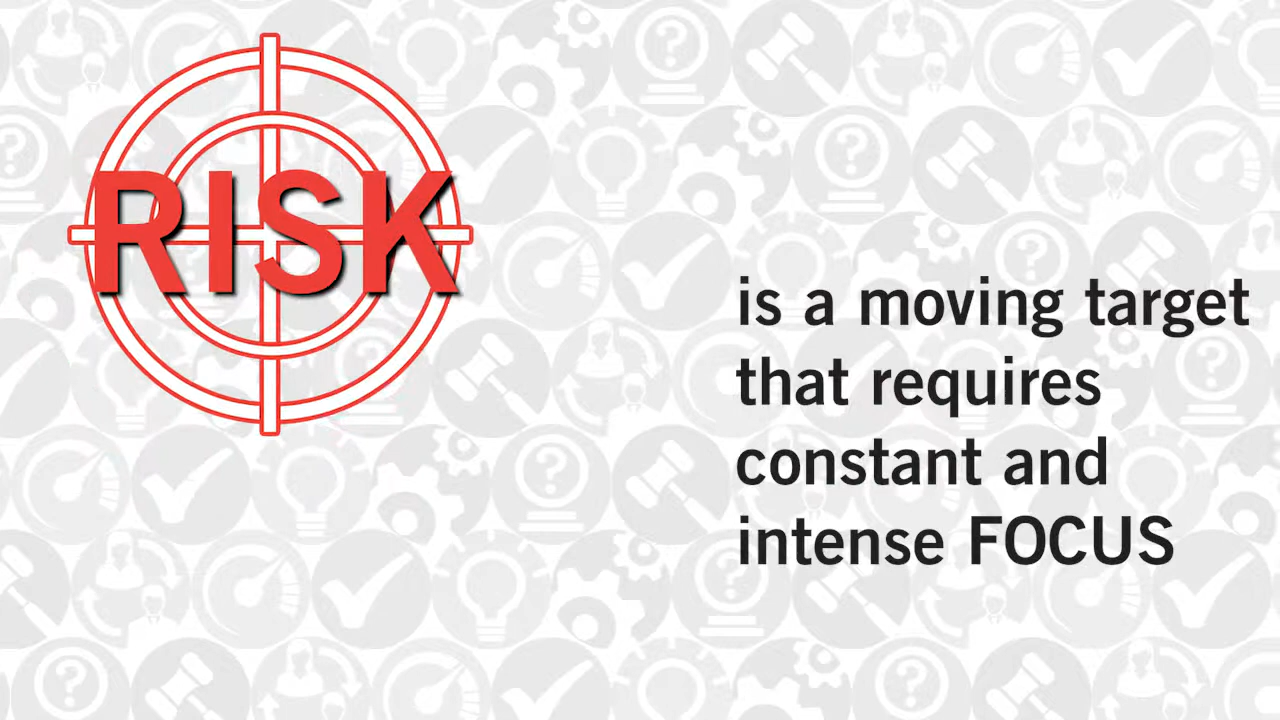 RISK
is a moving target
that requires
constant and
intense FOCUS